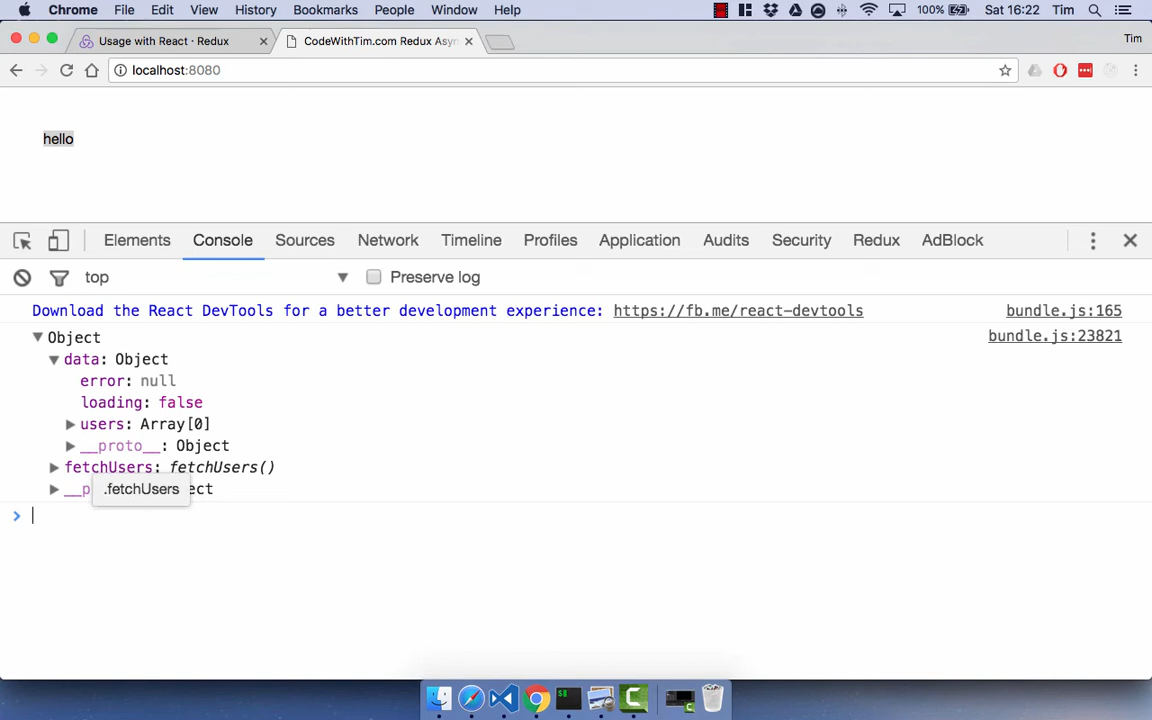 Chrome File Edit View History Bookmarks People Window Help 100% Sat 16:22 Tim
Usage with React · Redux CodeWithTim.com Redux Asyn Tim
localhost:8080
hello
Elements Console Sources Network Timeline Profiles Application Audits Security Redux AdBlock
top Preserve log
Download the React DevTools for a better development experience: https://fb.me/react-devtools bundle.js:165
Object bundle.js:23821
data: Object
error: null
loading: false
users: Array[0]
__proto__: Object
fetchUsers: fetchUsers()
__p .fetchUsers ect
>